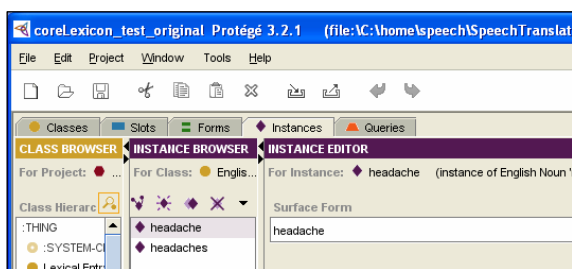 coreLexicon_test_original Protégé 3.2.1 (file:\C:\home\speech\SpeechTranslat
File Edit Project Window Tools Help
Classes Slots Forms Instances Queries
CLASS BROWSER INSTANCE BROWSER INSTANCE EDITOR
For Project: ... For Class: Englis... For Instance: headache (instance of English Noun
Class Hierarc Surface Form
:THING headache headache
:SYSTEM-Cl headaches
Lexical Entr